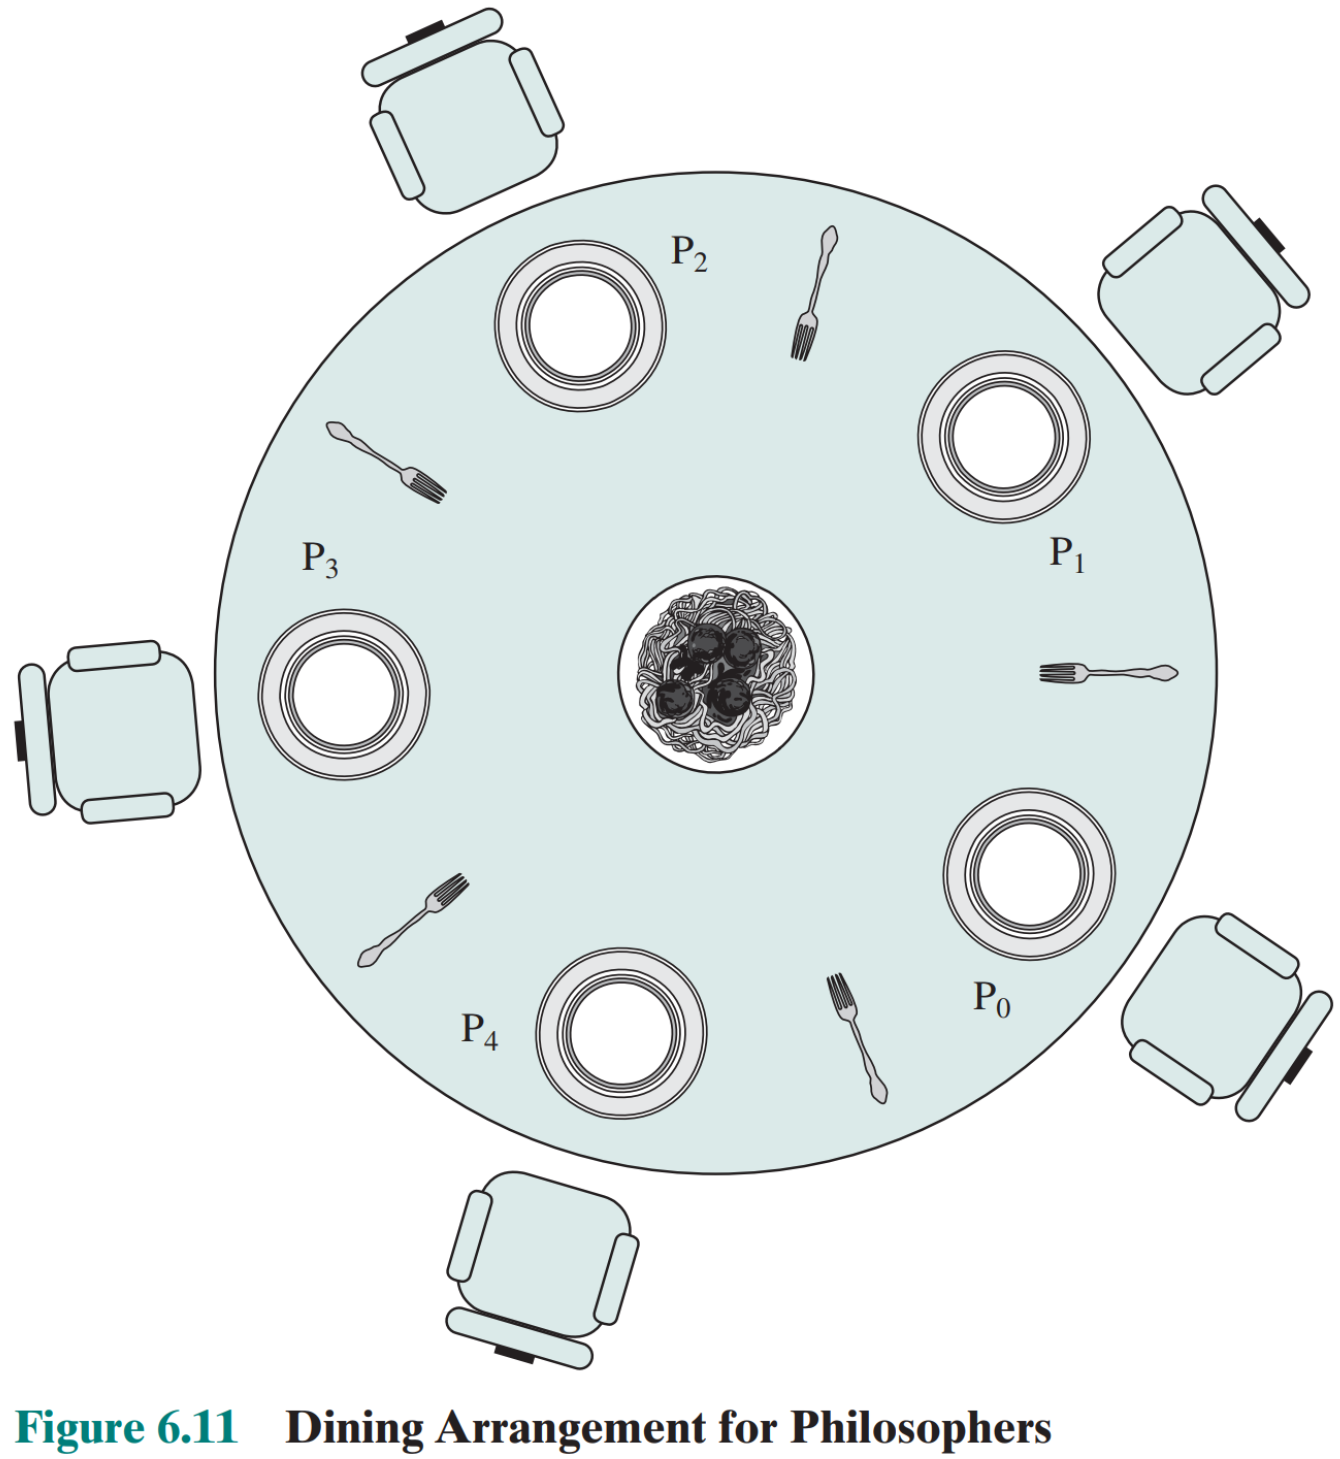 P₂
P₁
P₃
P₀
P₄
Figure 6.11 Dining Arrangement for Philosophers